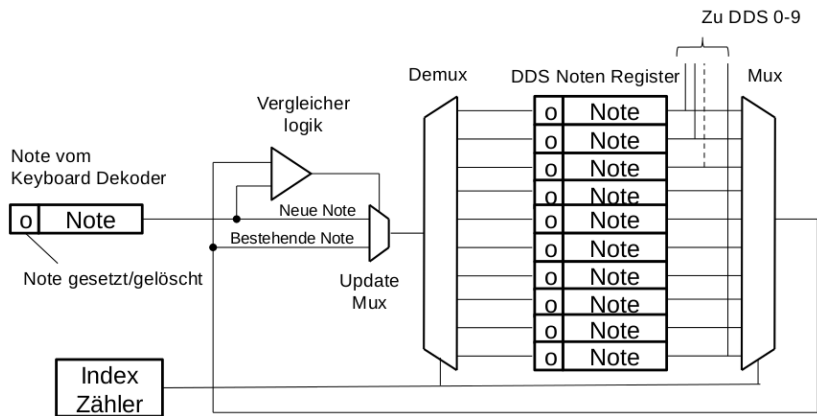 Zu DDS 0-9
Demux
DDS Noten Register
Mux
Vergleicher
logik
Note vom
Keyboard Dekoder
o Note
Note gesetzt/gelöscht
Neue Note
Bestehende Note
Update
Mux
o Note
o Note
o Note
o Note
o Note
o Note
o Note
o Note
o Note
o Note
Index
Zähler